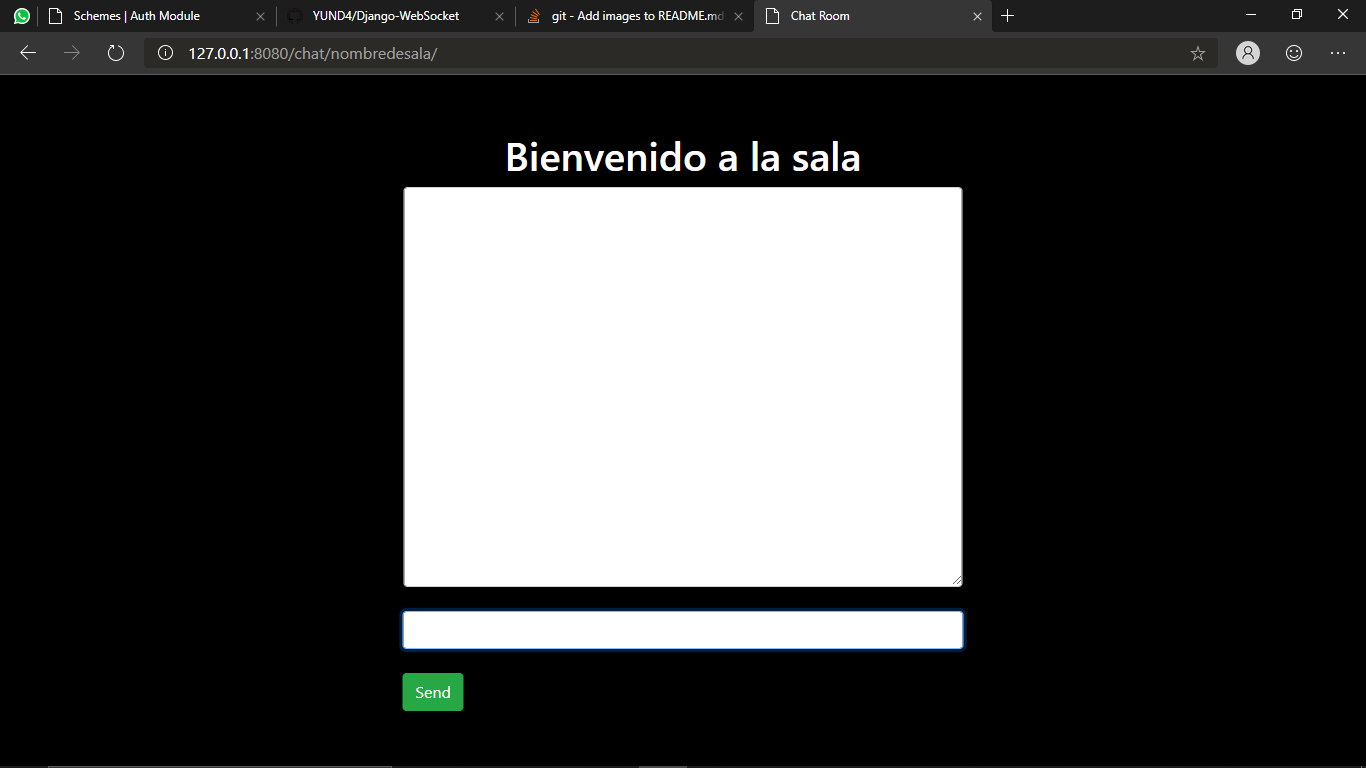 Schemes | Auth Module
YUND4/Django-WebSocket
git - Add images to README.md
Chat Room
127.0.0.1:8080/chat/nombredesala/
Bienvenido a la sala
Send